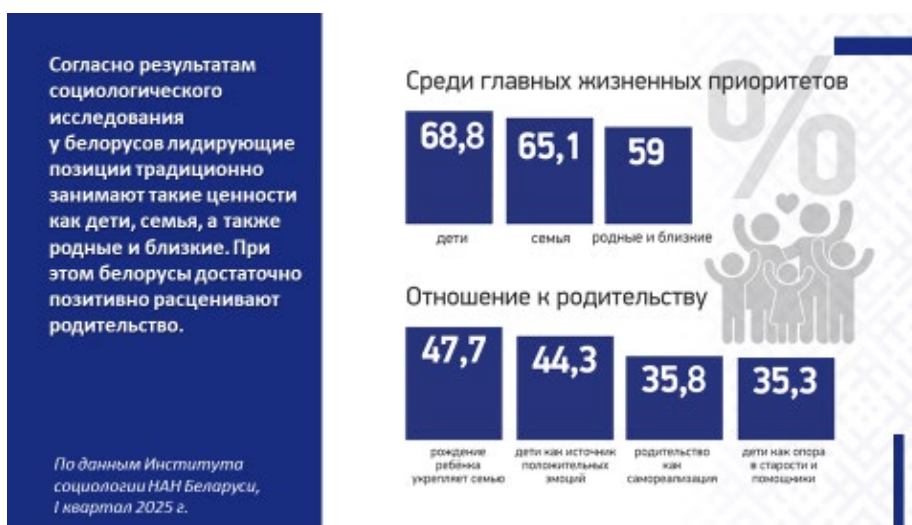 Согласно результатам
социологического
исследования
у белорусов лидирующие
позиции традиционно
занимают такие ценности
как дети, семья, а также
родные и близкие. При
этом белорусы достаточно
позитивно расценивают
родительство.
По данным Института
социологии НАН Беларуси,
I квартал 2025 г.
%
Среди главных жизненных приоритетов
68,8
65,1
59
дети
семья
родные и близкие
Отношение к родительству
47,7
44,3
35,8
35,3
рождение
ребёнка
укрепляет семью
дети как источник
положительных
эмоций
родительство
как
самореализация
дети как опора
в старости и
помощники